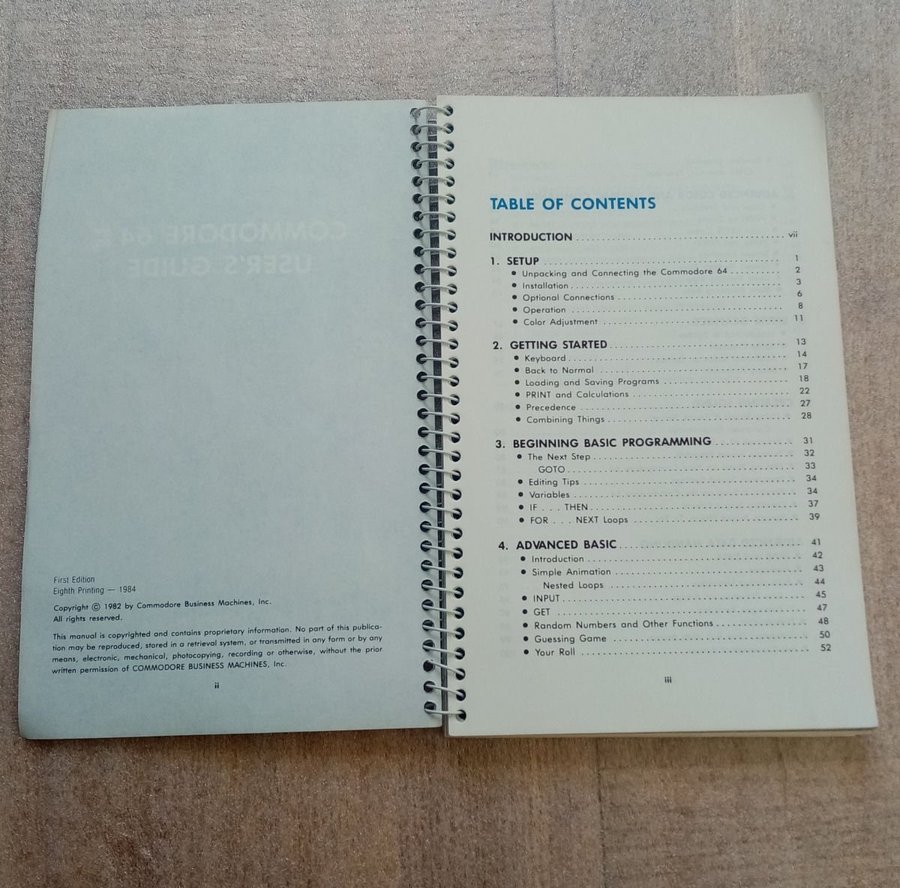 COMMODORE 64
USER'S GUIDE
First Edition
Eighth Printing — 1984
Copyright © 1982 by Commodore Business Machines, Inc.
All rights reserved.
This manual is copyrighted and contains proprietary information. No part of this publica-
tion may be reproduced, stored in a retrieval system, or transmitted in any form or by any
means, electronic, mechanical, photocopying, recording or otherwise, without the prior
written permission of COMMODORE BUSINESS MACHINES, Inc.
ii
TABLE OF CONTENTS
INTRODUCTION vii
1. SETUP 1
• Unpacking and Connecting the Commodore 64 2
• Installation 3
• Optional Connections 6
• Operation 8
• Color Adjustment 11
2. GETTING STARTED 13
• Keyboard 14
• Back to Normal 17
• Loading and Saving Programs 18
• PRINT and Calculations 22
• Precedence 27
• Combining Things 28
3. BEGINNING BASIC PROGRAMMING 31
• The Next Step 32
GOTO 33
• Editing Tips 34
• Variables 34
• IF . . . THEN 37
• FOR . . . NEXT Loops 39
4. ADVANCED BASIC 41
• Introduction 42
• Simple Animation 43
Nested Loops 44
• INPUT 45
• GET 47
• Random Numbers and Other Functions 48
• Guessing Game 50
• Your Roll 52
iii